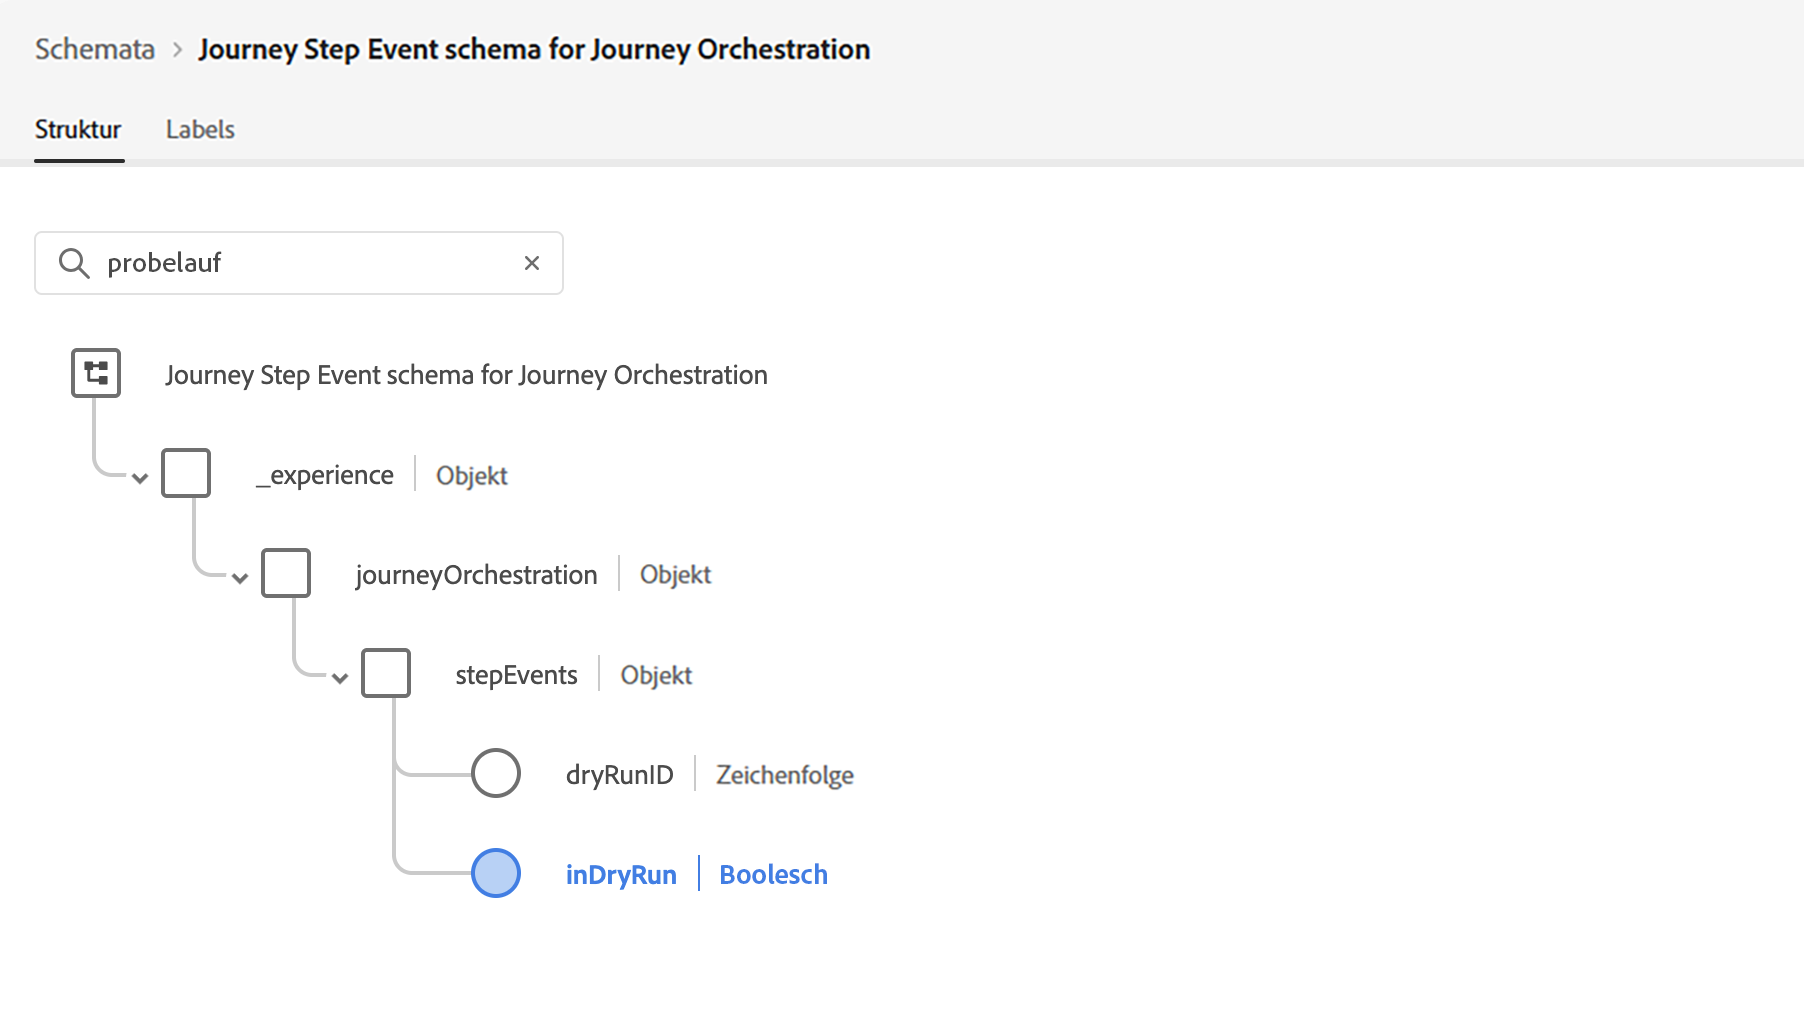 Schemata > Journey Step Event schema for Journey Orchestration
Struktur Labels
probelauf ×
Journey Step Event schema for Journey Orchestration
_experience | Objekt
journeyOrchestration | Objekt
stepEvents | Objekt
dryRunID | Zeichenfolge
inDryRun | Boolesch